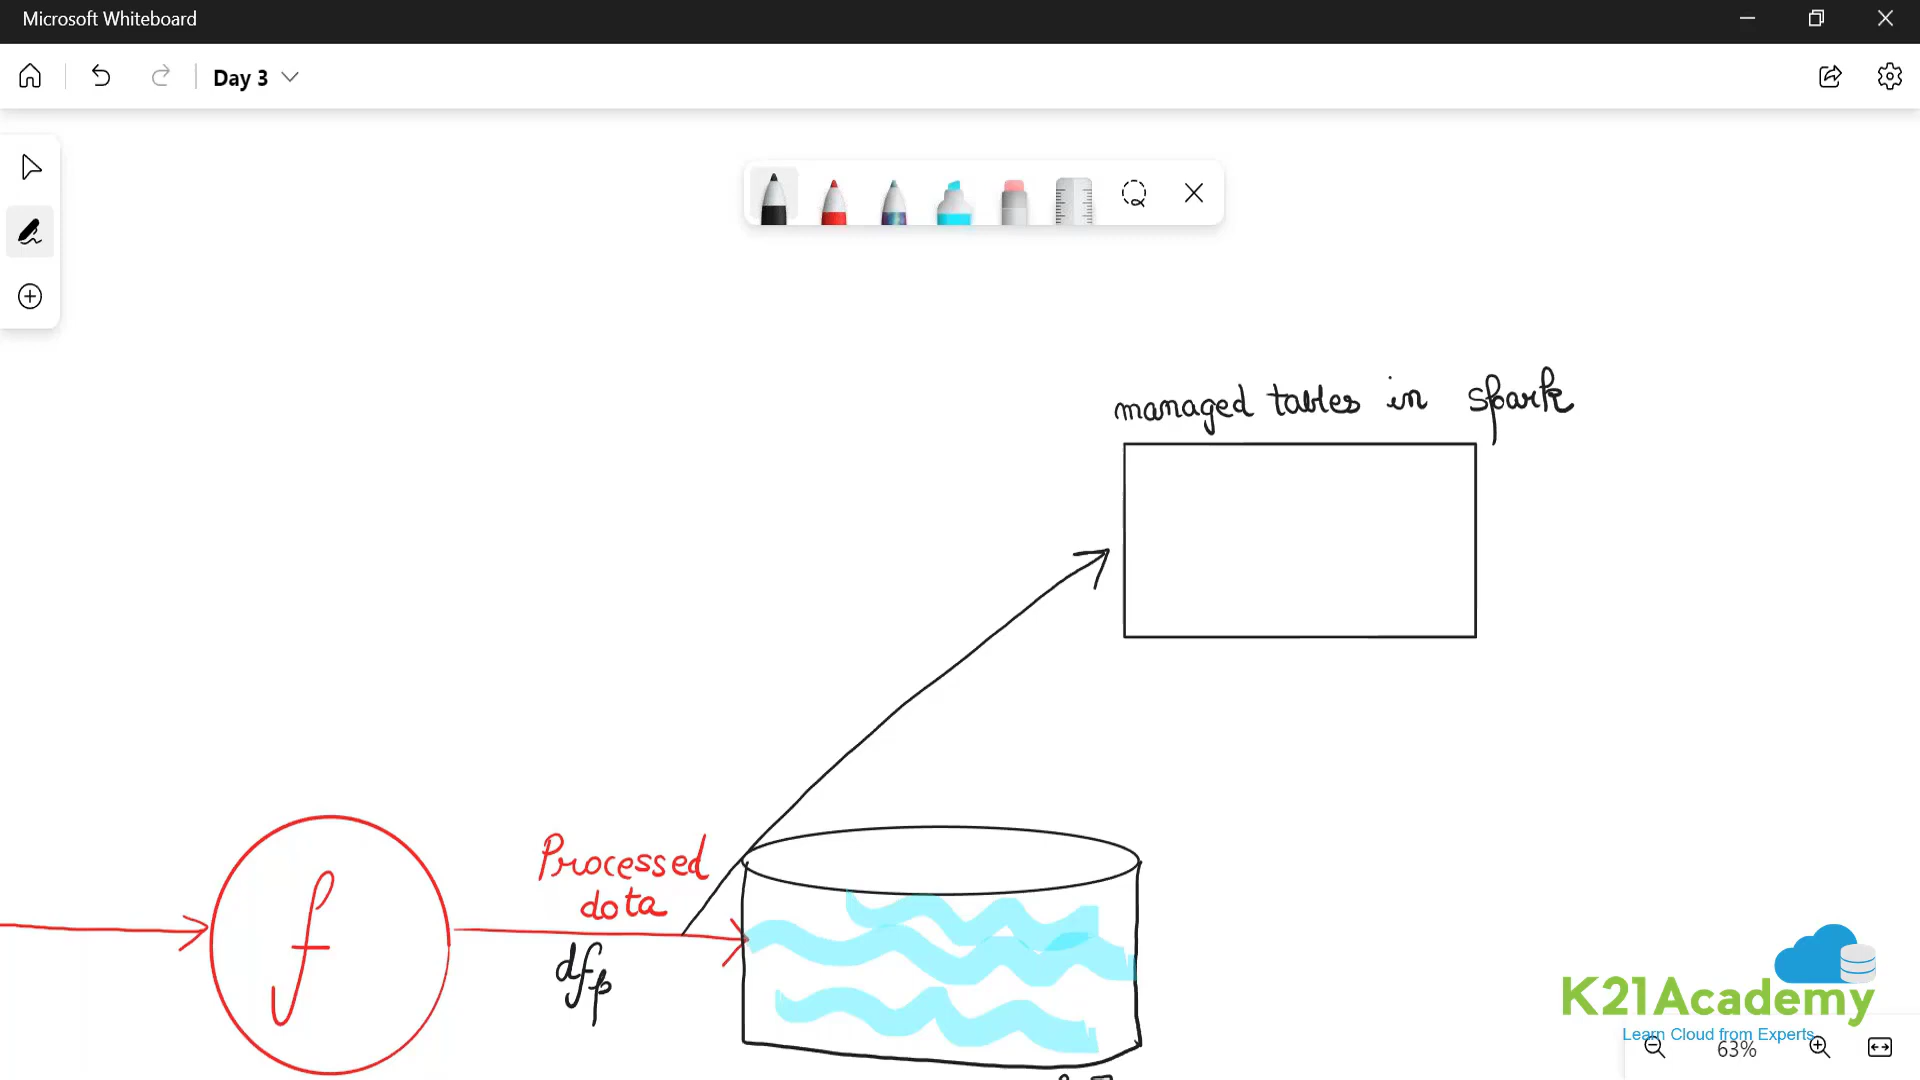 Microsoft Whiteboard
Day 3
managed tables in spark
f
Processed
data
dfp
K21Academy
Learn Cloud from Experts
63%